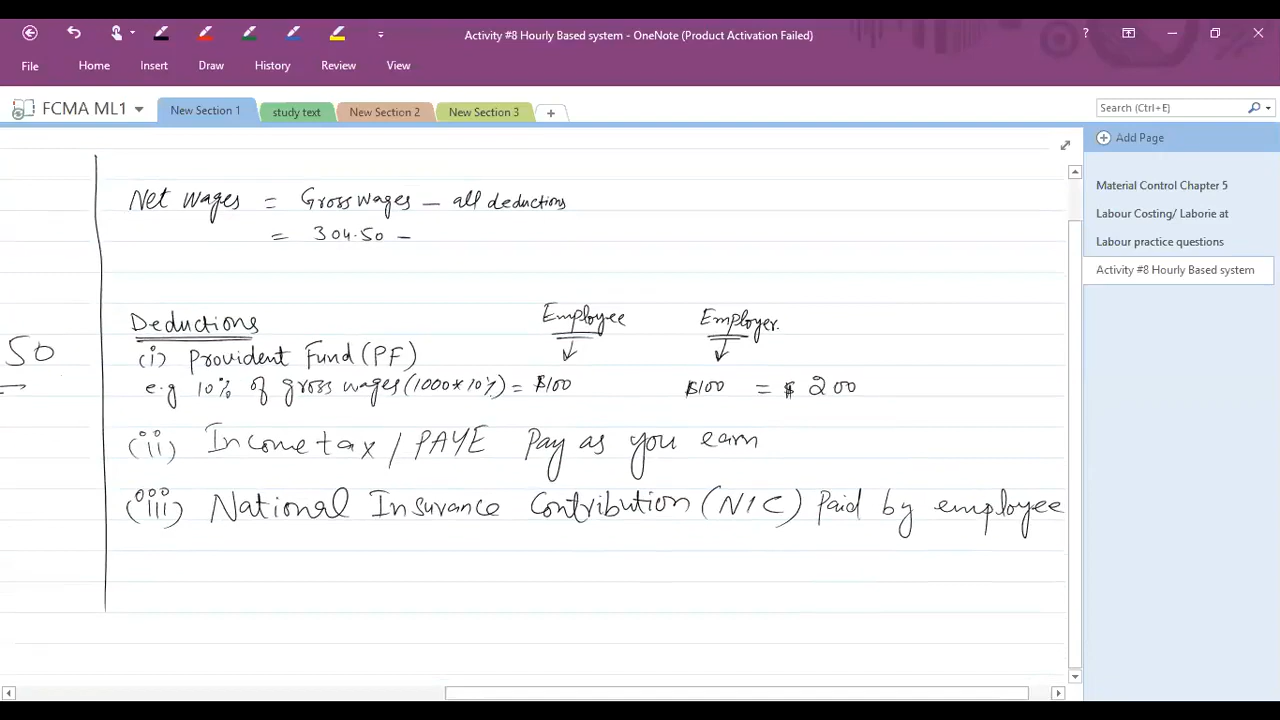 Activity #8 Hourly Based system - OneNote (Product Activation Failed)
File Home Insert Draw History Review View
FCMA ML1 New Section 1 study text New Section 2 New Section 3
Search (Ctrl+E)
Add Page
Material Control Chapter 5
Labour Costing/ Laborie at
Labour practice questions
Activity #8 Hourly Based system
Net wages = Gross wages - all deductions
= 304.50 -
50
Deductions Employee Employer.
(i) Provident Fund (PF)
e.g 10% of gross wages (1000*10%) = $100 $100 = $ 200
(ii) Income tax / PAYE Pay as you earn
(iii) National Insurance Contribution (NIC) Paid by employee